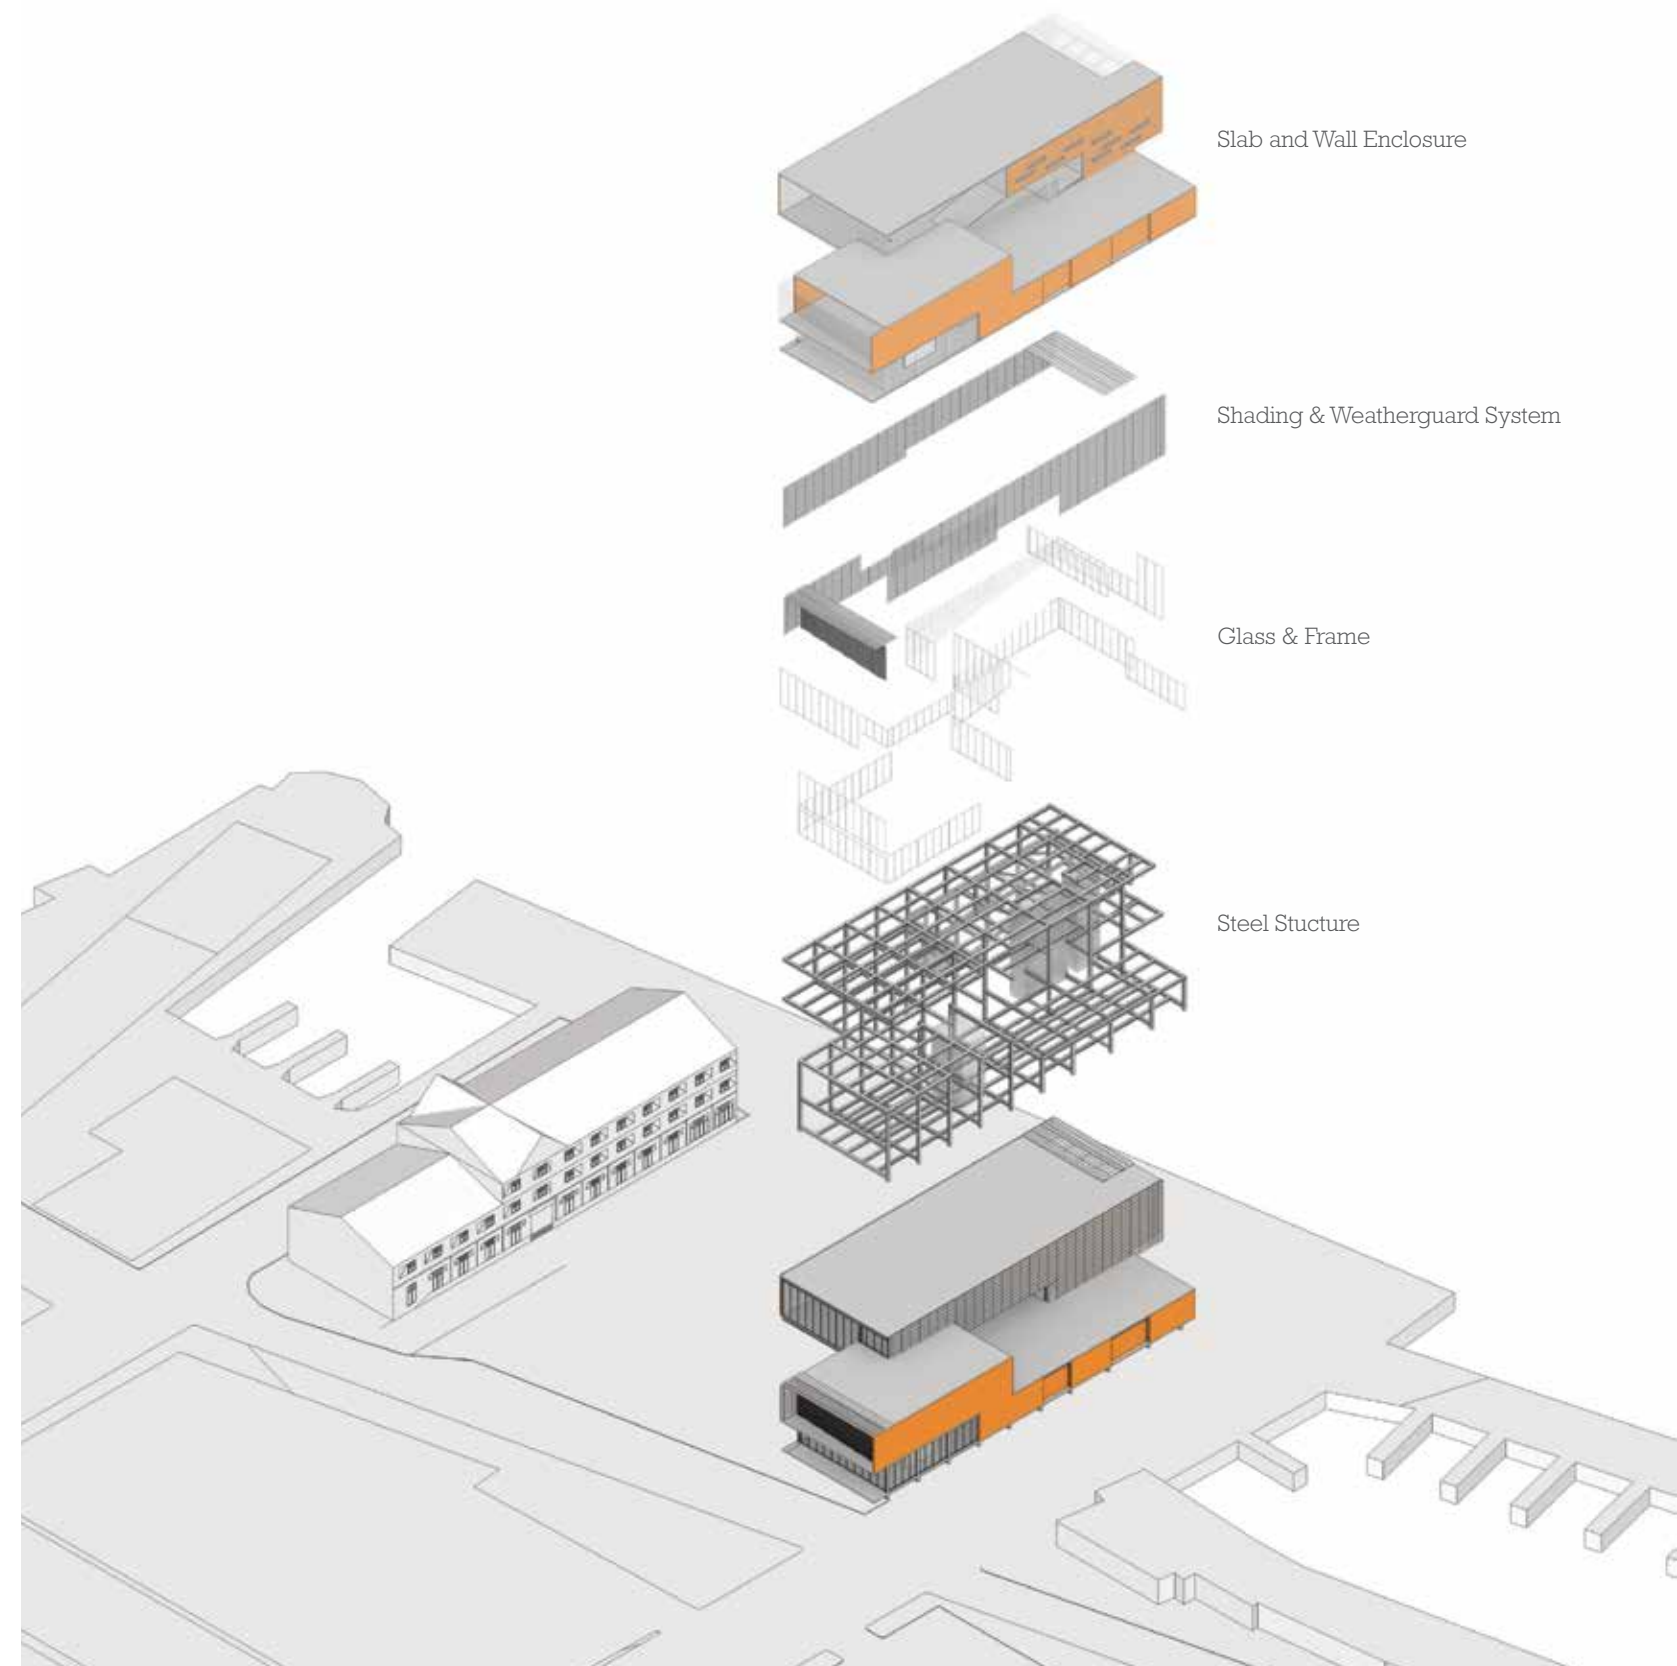 Slab and Wall Enclosure
Shading & Weatherguard System
Glass & Frame
Steel Stucture